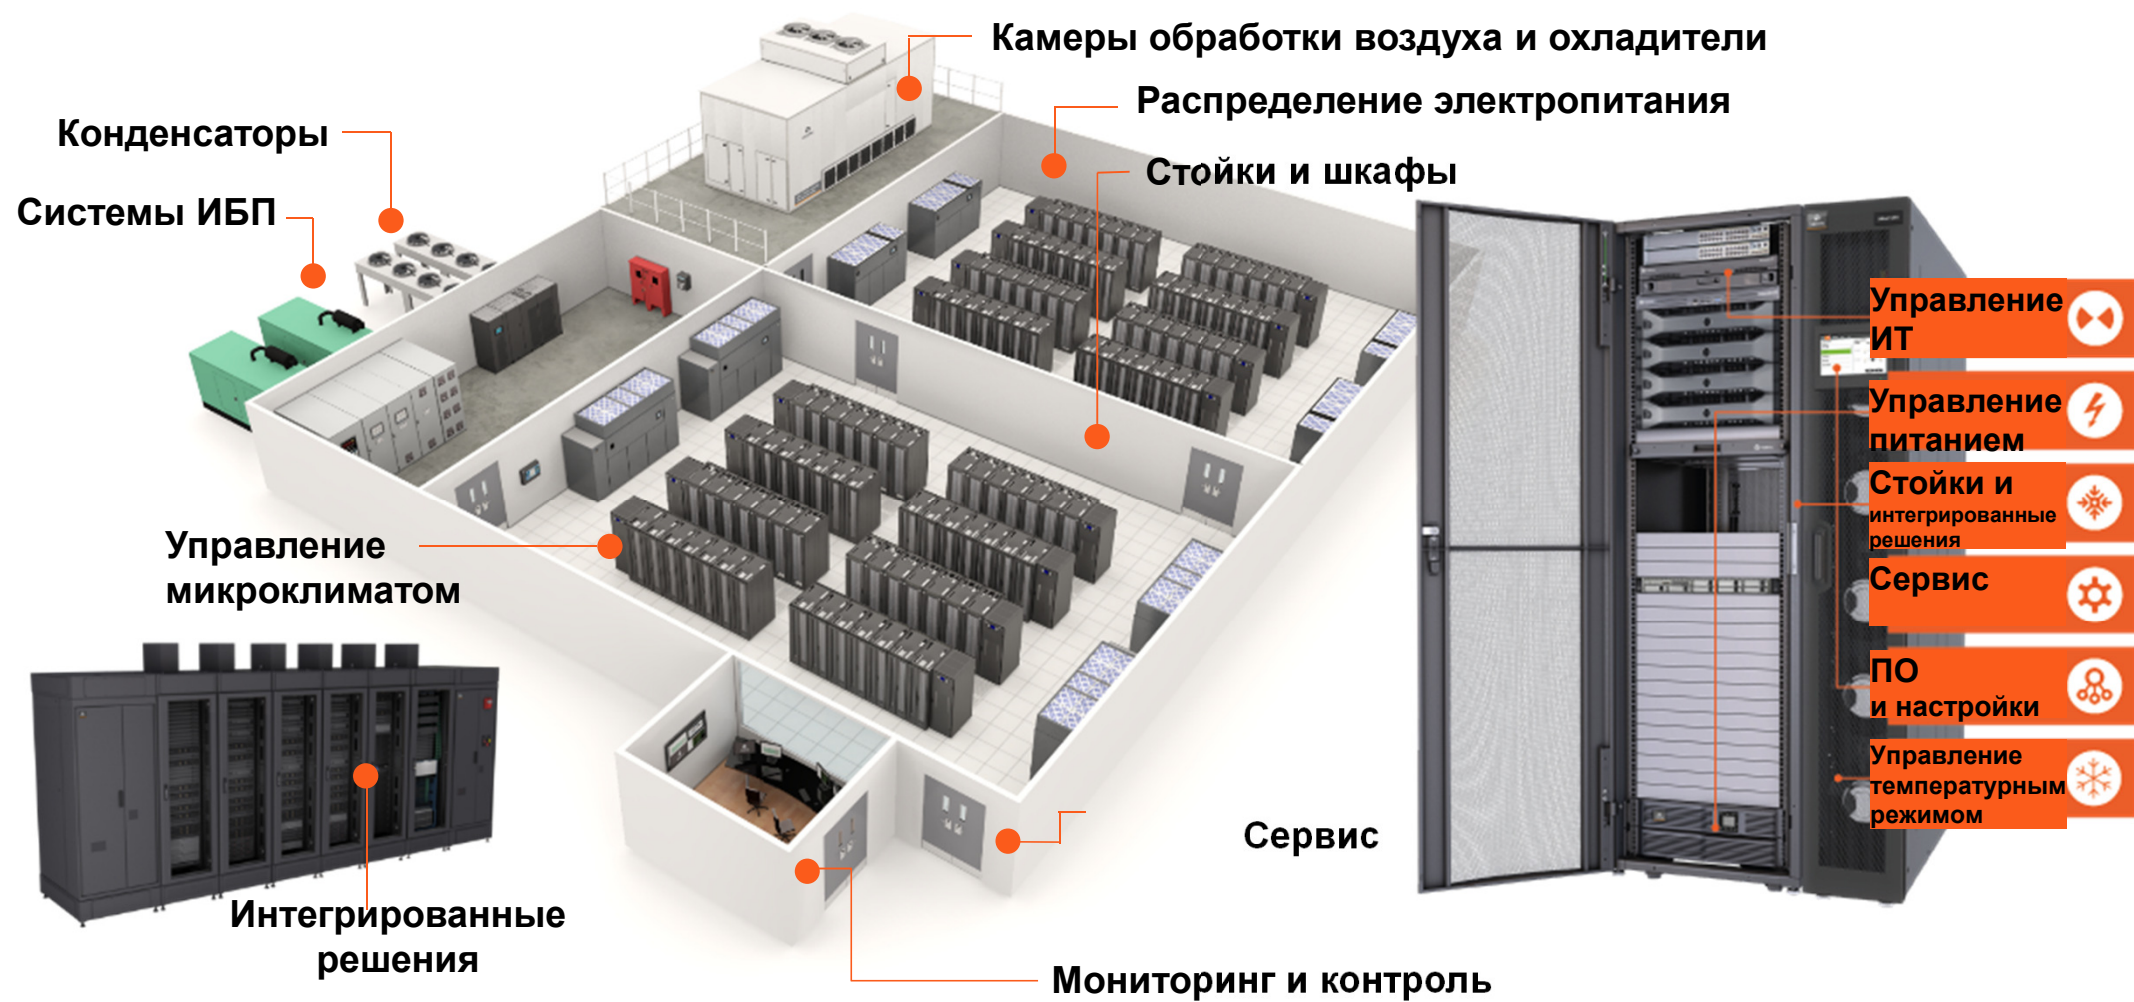 Камеры обработки воздуха и охладители
Распределение электропитания
Конденсаторы
Стойки и шкафы
Системы ИБП
Управление
микроклиматом
Интегрированные
решения
Сервис
Мониторинг и контроль
Управление
ИТ
Управление
питанием
Стойки и
интегрированные
решения
Сервис
ПО
и настройки
Управление
температурным
режимом